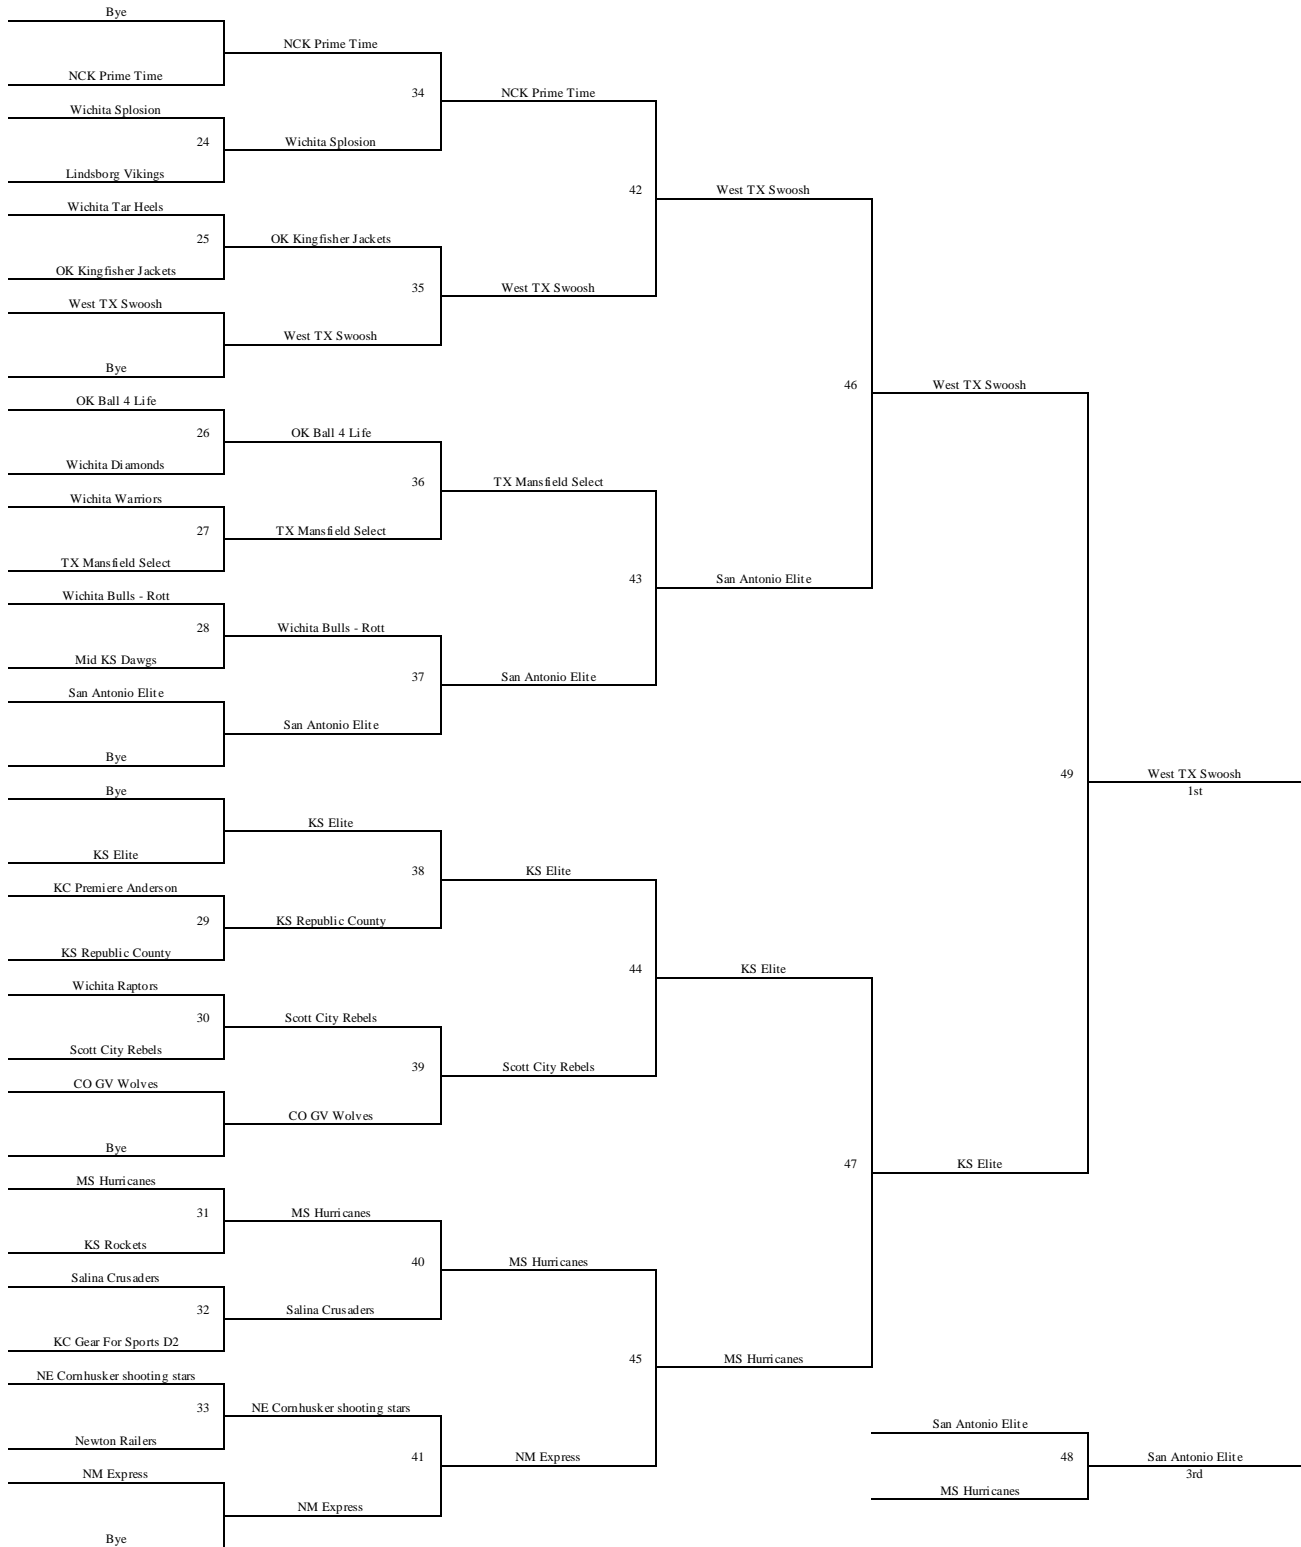 Bye
NCK Prime Time
NCK Prime Time
34
NCK Prime Time
Wichita Splosion
24
Wichita Splosion
Lindsborg Vikings
42
West TX Swoosh
Wichita Tar Heels
25
OK Kingfisher Jackets
OK Kingfisher Jackets
35
West TX Swoosh
West TX Swoosh
West TX Swoosh
Bye
46
West TX Swoosh
OK Ball 4 Life
26
OK Ball 4 Life
Wichita Diamonds
36
TX Mansfield Select
Wichita Warriors
27
TX Mansfield Select
TX Mansfield Select
43
San Antonio Elite
Wichita Bulls - Rott
28
Wichita Bulls - Rott
Mid KS Dawgs
37
San Antonio Elite
San Antonio Elite
San Antonio Elite
Bye
49
West TX Swoosh
1st
Bye
KS Elite
KS Elite
38
KS Elite
KC Premiere Anderson
29
KS Republic County
KS Republic County
44
KS Elite
Wichita Raptors
30
Scott City Rebels
Scott City Rebels
39
Scott City Rebels
CO GV Wolves
CO GV Wolves
Bye
47
KS Elite
MS Hurricanes
31
MS Hurricanes
KS Rockets
40
MS Hurricanes
Salina Crusaders
32
Salina Crusaders
KC Gear For Sports D2
45
MS Hurricanes
NE Cornhusker shooting stars
33
NE Cornhusker shooting stars
Newton Railers
41
NM Express
NM Express
NM Express
Bye
San Antonio Elite
48
San Antonio Elite
3rd
MS Hurricanes